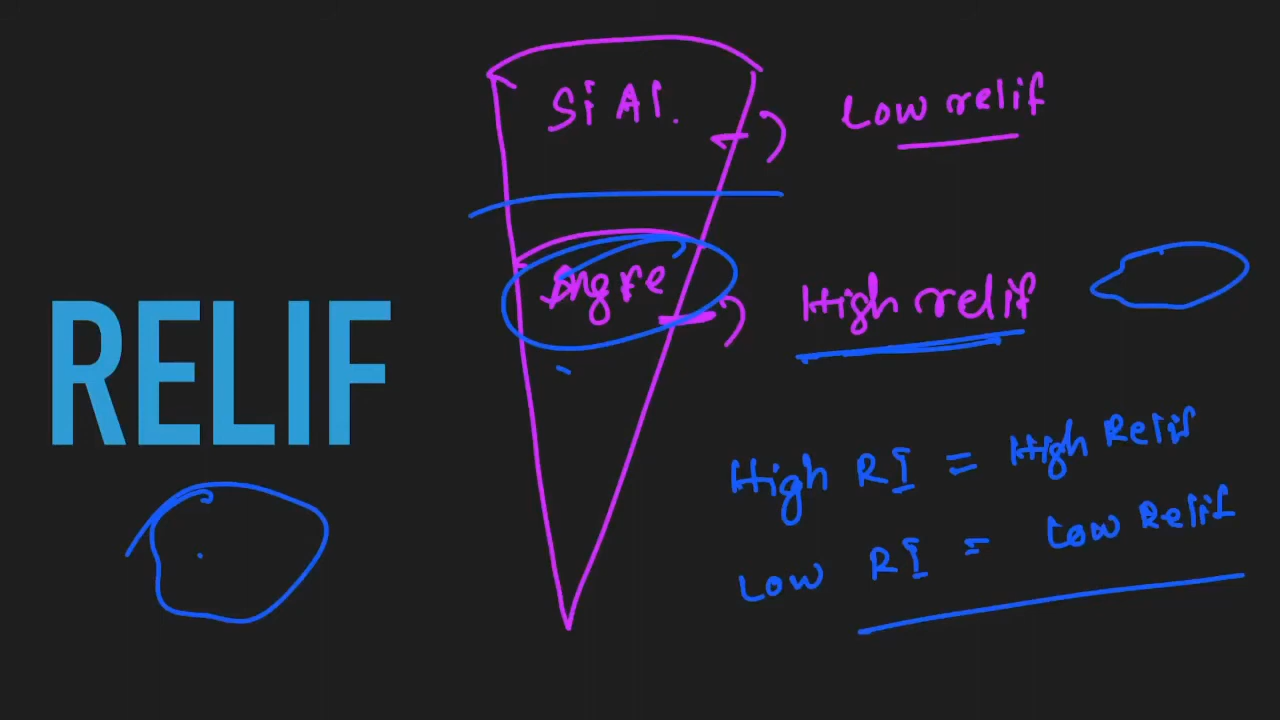 Si Al.
Low relif
High relif
RELIF
High RI = High Relif
Low RI = Low Relif